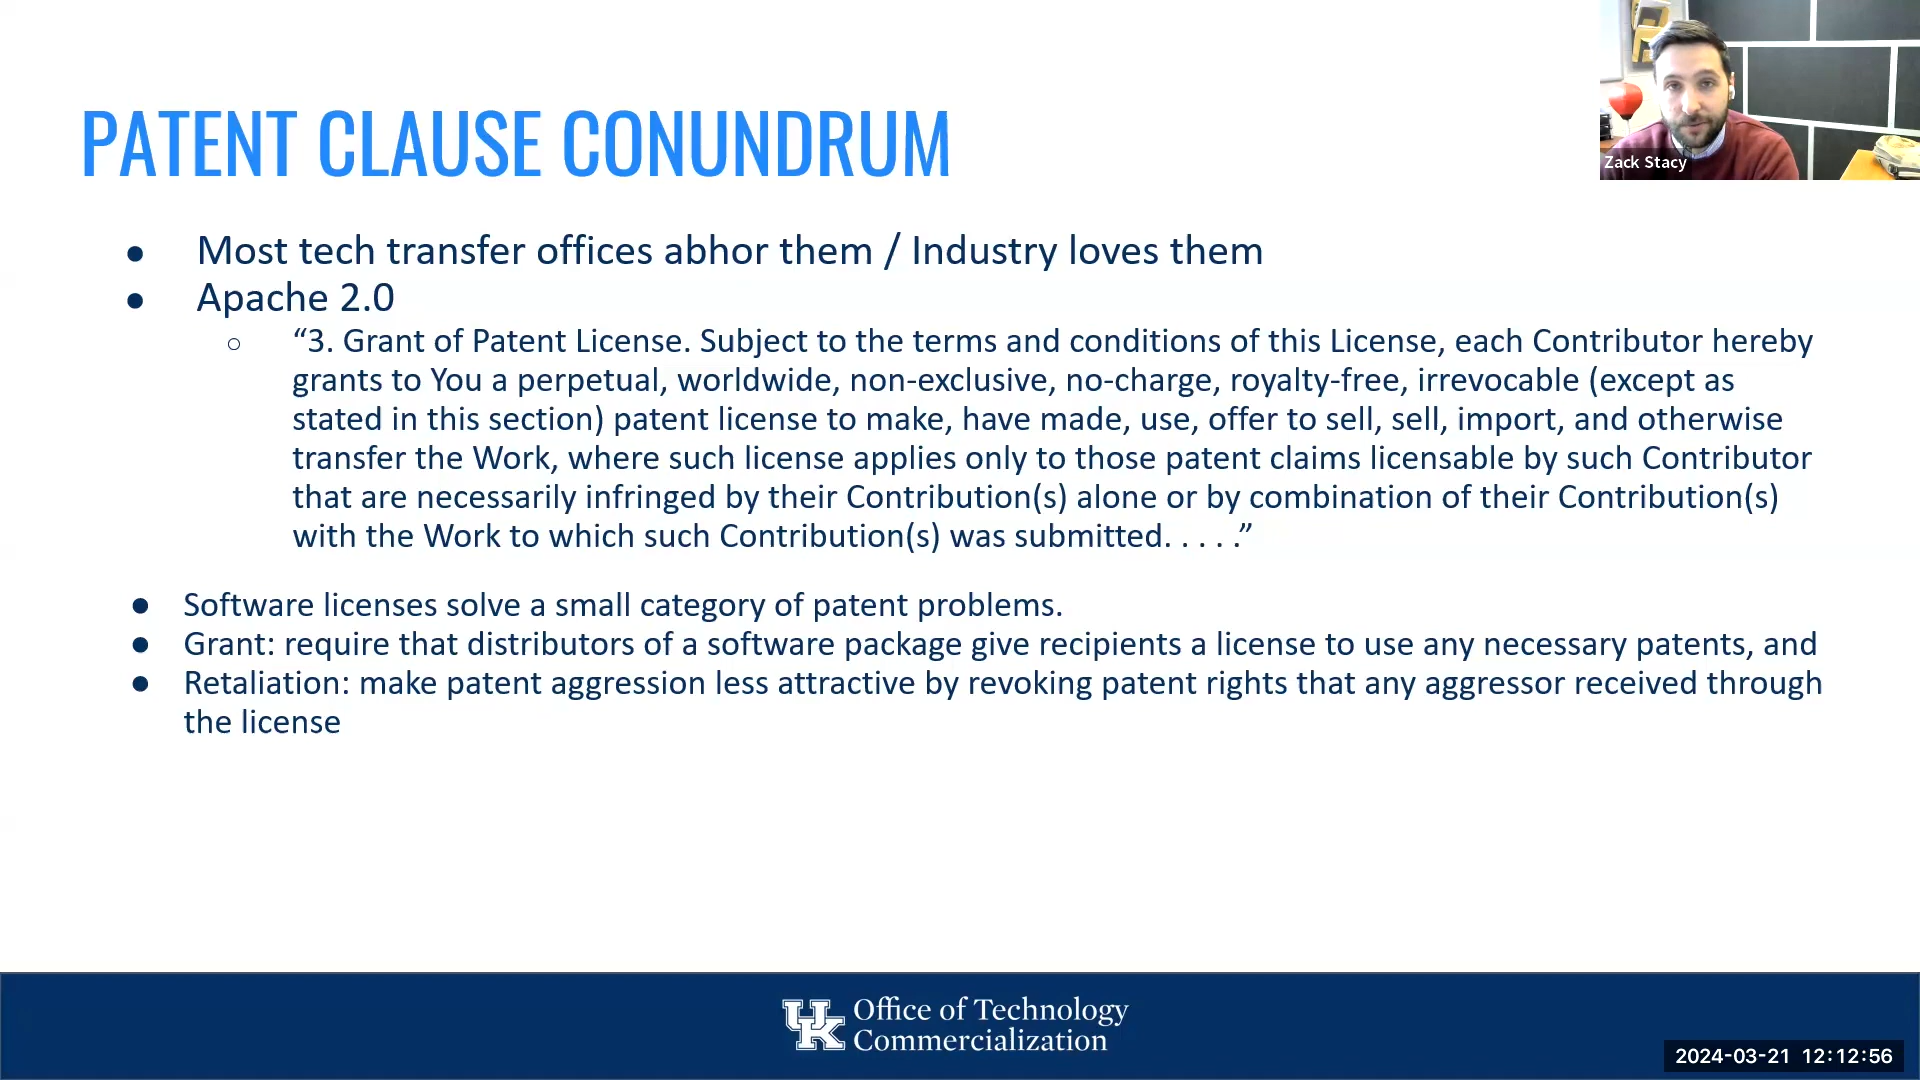 PATENT CLAUSE CONUNDRUM
Zack Stacy
● Most tech transfer offices abhor them / Industry loves them
● Apache 2.0
○ “3. Grant of Patent License. Subject to the terms and conditions of this License, each Contributor hereby
grants to You a perpetual, worldwide, non-exclusive, no-charge, royalty-free, irrevocable (except as
stated in this section) patent license to make, have made, use, offer to sell, sell, import, and otherwise
transfer the Work, where such license applies only to those patent claims licensable by such Contributor
that are necessarily infringed by their Contribution(s) alone or by combination of their Contribution(s)
with the Work to which such Contribution(s) was submitted. . . . .”
● Software licenses solve a small category of patent problems.
● Grant: require that distributors of a software package give recipients a license to use any necessary patents, and
● Retaliation: make patent aggression less attractive by revoking patent rights that any aggressor received through
the license
UK Office of Technology
Commercialization
2024-03-21 12:12:56